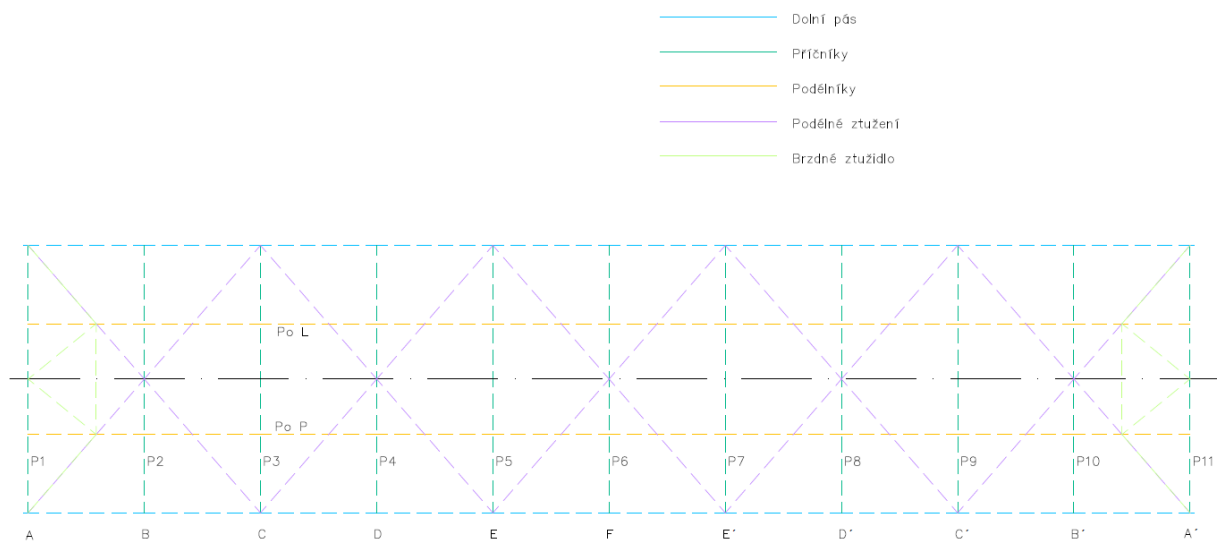 Dolní pás
Příčníky
Podélníky
Podélné ztužení
Brzdné ztužidlo
Po L
Po P
P1 P2 P3 P4 P5 P6 P7 P8 P9 P10 P11
A B C D E F E' D' C' B' A'